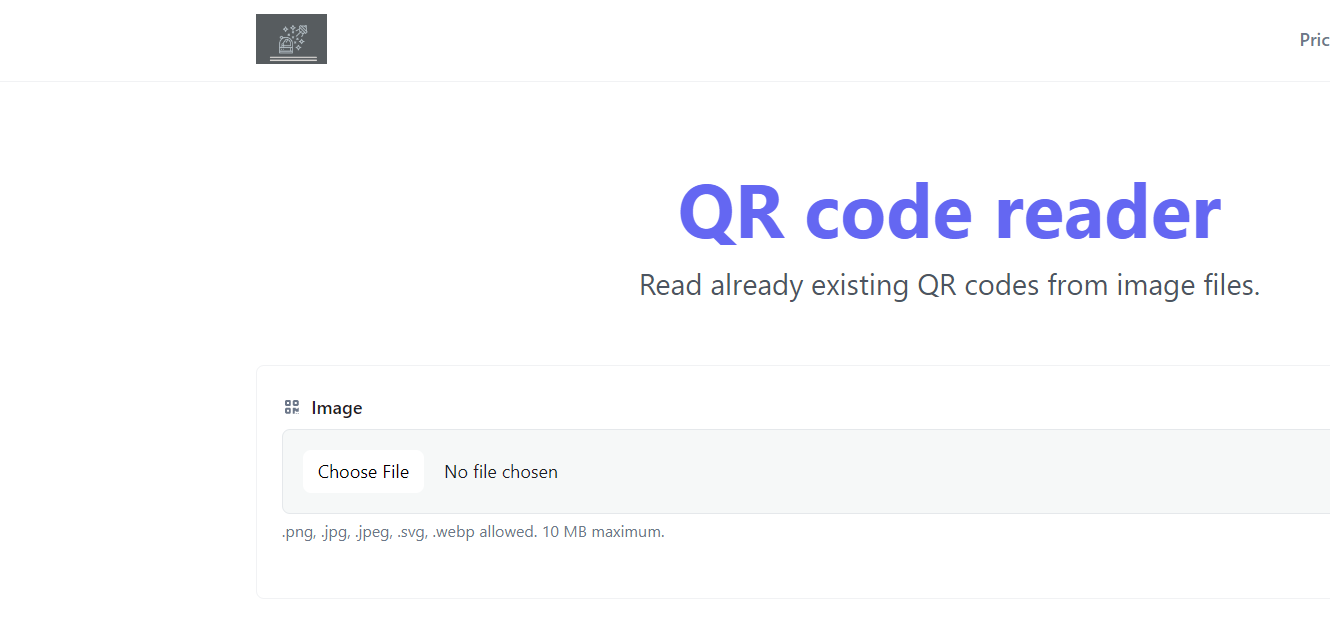 Pric
QR code reader
Read already existing QR codes from image files.
Image
Choose File No file chosen
.png, .jpg, .jpeg, .svg, .webp allowed. 10 MB maximum.